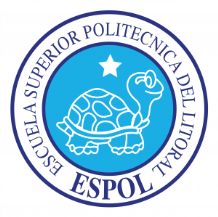 ESCUELA SUPERIOR POLITECNICA DEL LITORAL
ESPOL